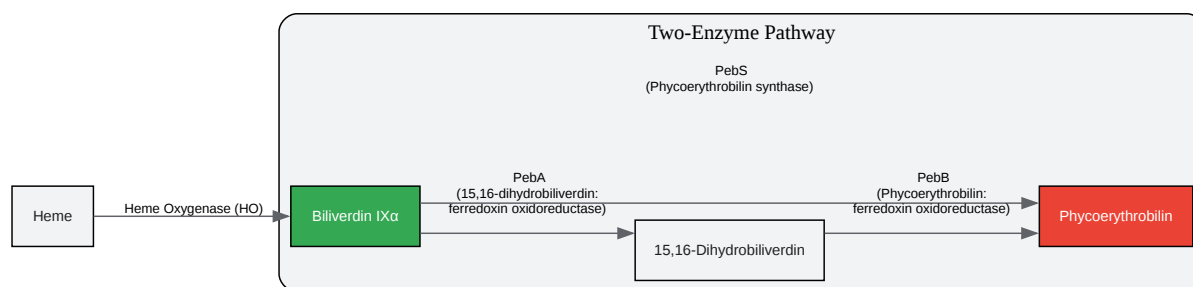 Two-Enzyme Pathway
PebS
(Phycoerythrobilin synthase)
Heme
Heme Oxygenase (HO)
Biliverdin IXα
PebA
(15,16-dihydrobiliverdin:
ferredoxin oxidoreductase)
15,16-Dihydrobiliverdin
PebB
(Phycoerythrobilin:
ferredoxin oxidoreductase)
Phycoerythrobilin